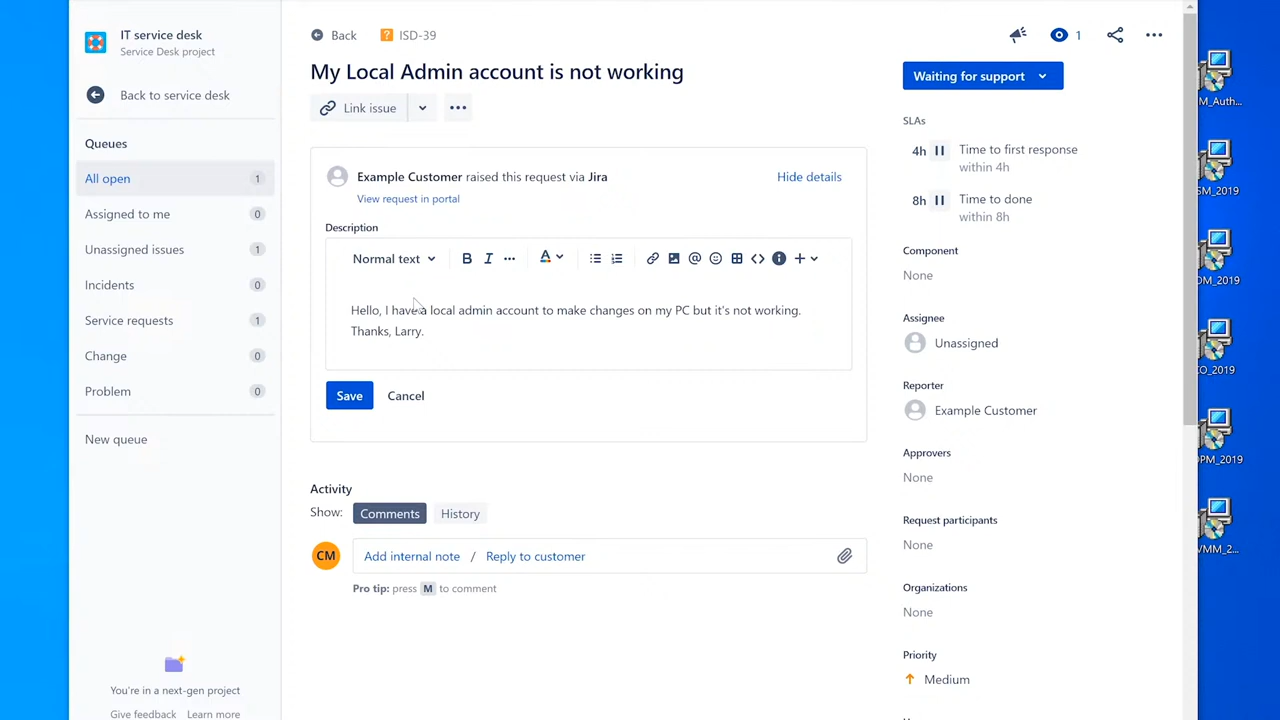 IT service desk
Service Desk project
Back to service desk
Queues
All open 1
Assigned to me 0
Unassigned issues 1
Incidents 0
Service requests 1
Change 0
Problem 0
New queue
You're in a next-gen project
Give feedback Learn more
Back ISD-39
1
My Local Admin account is not working
Link issue
Example Customer raised this request via Jira
Hide details
View request in portal
Description
Normal text B I A
Hello, I have a local admin account to make changes on my PC but it's not working.
Thanks, Larry.
Save Cancel
Activity
Show: Comments History
CM Add internal note / Reply to customer
Pro tip: press M to comment
Waiting for support
SLAs
4h Time to first response
within 4h
8h Time to done
within 8h
Component
None
Assignee
Unassigned
Reporter
Example Customer
Approvers
None
Request participants
None
Organizations
None
Priority
Medium
M_Auth...
SM_2019
OM_2019
CO_2019
DPM_2019
VMM_2...